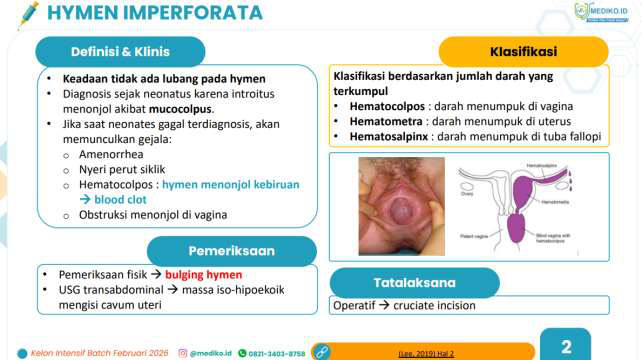 HYMEN IMPERFORATA
MEDIKO.ID
Definisi & Klinis
• Keadaan tidak ada lubang pada hymen
• Diagnosis sejak neonatus karena introitus
menonjol akibat mucocolpus.
• Jika saat neonates gagal terdiagnosis, akan
memunculkan gejala:
o Amenorrhea
o Nyeri perut siklik
o Hematocolpos : hymen menonjol kebiruan
→ blood clot
o Obstruksi menonjol di vagina
Pemeriksaan
• Pemeriksaan fisik → bulging hymen
• USG transabdominal → massa iso-hipoekoik
mengisi cavum uteri
Klasifikasi
Klasifikasi berdasarkan jumlah darah yang
terkumpul
• Hematocolpos : darah menumpuk di vagina
• Hematometra : darah menumpuk di uterus
• Hematosalpinx : darah menumpuk di tuba fallopi
Hematosalpinx
Ovary
Hematometra
Patent vagina
Blind vagina with
hematocolpos
Tatalaksana
Operatif → cruciate incision
Kelon Intensif Batch Februari 2026
@mediko.id
0821-3403-8758
(Lee, 2019) Hal 2
2